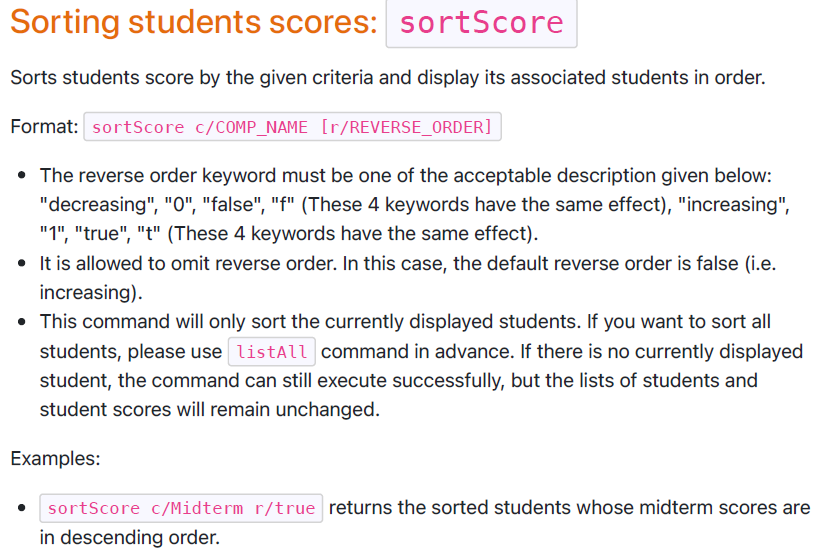 Sorting students scores: sortScore
Sorts students score by the given criteria and display its associated students in order.
Format: sortScore c/COMP_NAME [r/REVERSE_ORDER]
• The reverse order keyword must be one of the acceptable description given below:
"decreasing", "0", "false", "f" (These 4 keywords have the same effect), "increasing",
"1", "true", "t" (These 4 keywords have the same effect).
• It is allowed to omit reverse order. In this case, the default reverse order is false (i.e.
increasing).
• This command will only sort the currently displayed students. If you want to sort all
students, please use listAll command in advance. If there is no currently displayed
student, the command can still execute successfully, but the lists of students and
student scores will remain unchanged.
Examples:
• sortScore c/Midterm r/true returns the sorted students whose midterm scores are
in descending order.